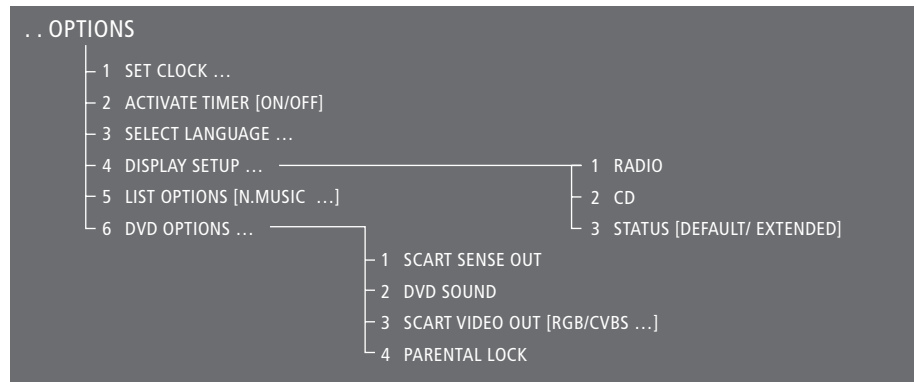 . . OPTIONS
1 SET CLOCK ...
2 ACTIVATE TIMER [ON/OFF]
3 SELECT LANGUAGE ...
4 DISPLAY SETUP ...
1 RADIO
5 LIST OPTIONS [N.MUSIC ...]
2 CD
6 DVD OPTIONS ...
3 STATUS [DEFAULT/ EXTENDED]
1 SCART SENSE OUT
2 DVD SOUND
3 SCART VIDEO OUT [RGB/CVBS ...]
4 PARENTAL LOCK